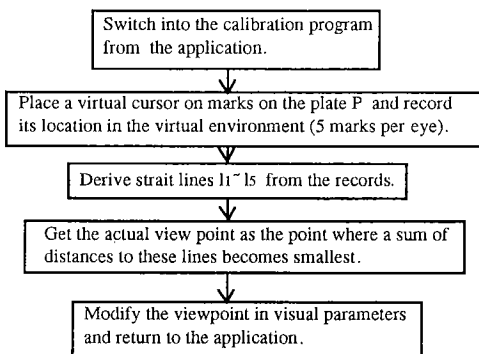 Switch into the calibration program
from the application.
Place a virtual cursor on marks on the plate P and record
its location in the virtual environment (5 marks per eye).
Derive strait lines l1~l5 from the records.
Get the actual view point as the point where a sum of
distances to these lines becomes smallest.
Modify the viewpoint in visual parameters
and return to the application.